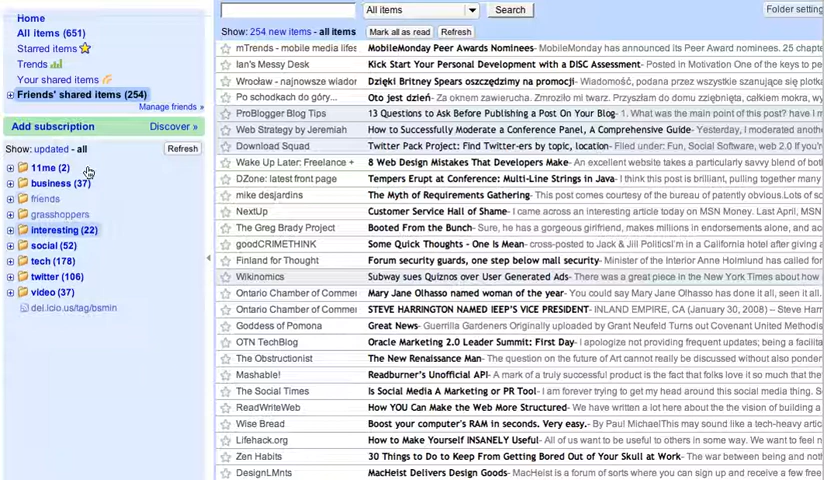 Home
All items (651)
Starred items
Trends
Your shared items
Friends' shared items (254)
Manage friends »
Add subscription Discover »
Show: updated - all Refresh
11me (2)
business (37)
friends
grasshoppers
interesting (22)
social (52)
tech (178)
twitter (106)
video (37)
del.icio.us/tag/bsmin
All items Search Folder setting
Show: 254 new items - all items Mark all as read Refresh
mTrends - mobile media lifes MobileMonday Peer Awards Nominees- MobileMonday has announced its Peer Award nominees. 25 chapte
Ian's Messy Desk Kick Start Your Personal Development with a DISC Assessment- Posted in Motivation One of the keys to pe
Wrocław - najnowsze wiador Dzięki Britney Spears oszczędzimy na promocji- Wiadomość, podana przez wszystkie szanujące się plotka
Po schodkach do góry... Oto jest dzień- Za oknem zawierucha. Zmroziło mi twarz. Przyszłam do domu zziębnięta, całkiem mokra, wy
ProBlogger Blog Tips 13 Questions to Ask Before Publishing a Post On Your Blog- 1. What was the main point of this post? have I m
Web Strategy by Jeremiah How to Successfully Moderate a Conference Panel, A Comprehensive Guide- Yesterday, I moderated anoth
Download Squad Twitter Pack Project: Find Twitter-ers by topic, location- Filed under: Fun, Social Software, web 2.0 If you'r
Wake Up Later: Freelance + 8 Web Design Mistakes That Developers Make- An excellent website takes a particularly savvy blend of
DZone: latest front page Tempers Erupt at Conference: Multi-Line Strings in Java- I witnessed something remarkable last month: a
mike desjardins The Myth of Requirements Gathering- This post comes courtesy of the bureau of patently obvious.Often
NextUp Customer Service Hall of Shame- I came across an interesting article today on MSN Money. Last April, MSN
The Greg Brady Project Booted From the Bunch- Sure, he has a gorgeous girlfriend, makes millions in endorsements alone, and
goodCRIMETHINK Some Quick Thoughts - One Is Mean- cross-posted to Jack & Jill PoliticsI'm in a California hotel after giving a
Finland for Thought Forum security guards, one step below mall security- Minister of the Interior Anne Holmlund has called for
Wikinomics Subway sues Quiznos over User Generated Ads- There was a great piece in the New York Times about how
Ontario Chamber of Commer Mary Jane Olhasso named woman of the year- You could say Mary Jane Olhasso has done it all, seen it all.
Ontario Chamber of Commer STEVE HARRINGTON NAMED IEEP'S VICE PRESIDENT- INLAND EMPIRE, CA (January 30, 2008) -- Steve Harr
Goddess of Pomona Great News- Guerrilla Gardeners Originally uploaded by Grant Neufeld Turns out Covenant United Methodis
OTN TechBlog Oracle Marketing 2.0 Leader Summit: First Day- I apologize not providing frequent updates; being a facilita
The Obstructionist The New Renaissance Man- The question on the future of Art cannot really be discussed without also ponder
Mashable! Readburner's Unofficial API- A mark of a truly successful product is the fact that folks love it so much that the
The Social Times Is Social Media A Marketing or PR Tool- I am forever trying to get my head around this social media thing. S
ReadWriteWeb How YOU Can Make the Web More Structured- We have written a lot here about the the vision of building a
Wise Bread Boost your computer's RAM in seconds. Very easy.- By Paul MichaelThis may sound like a tech-heavy artic
Lifehack.org How to Make Yourself INSANELY Useful- All of us want to be useful to others in some way. We want to feel n
Zen Habits 30 Things to Do to Keep From Getting Bored Out of Your Skull at Work- The war between being and not
DesignLMnts MacHeist Delivers Design Goods- MacHeist is a forum of sorts where you can sign up and receive a few free